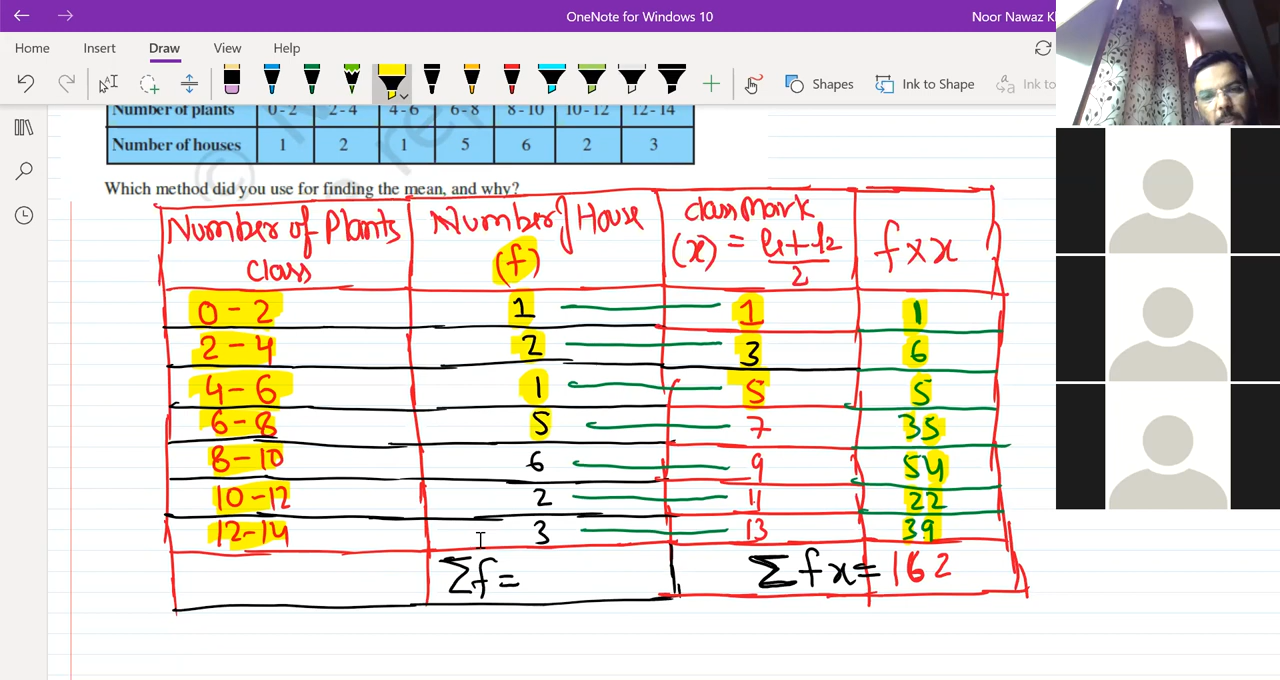 OneNote for Windows 10
Noor Nawaz K
Home Insert Draw View Help
Shapes Ink to Shape Ink to
Number of plants 0 - 2 2 - 4 4 - 6 6 - 8 8 - 10 10 - 12 12 - 14
Number of houses 1 2 1 5 6 2 3
Which method did you use for finding the mean, and why?
Number of Plants Number of House Class Mark
class (f) (x) = l1 + l2 / 2 f × x
0 - 2 1 1 1
2 - 4 2 3 6
4 - 6 1 5 5
6 - 8 5 7 35
8 - 10 6 9 54
10 - 12 2 11 22
12 - 14 3 13 39
Σf = Σfx = 162